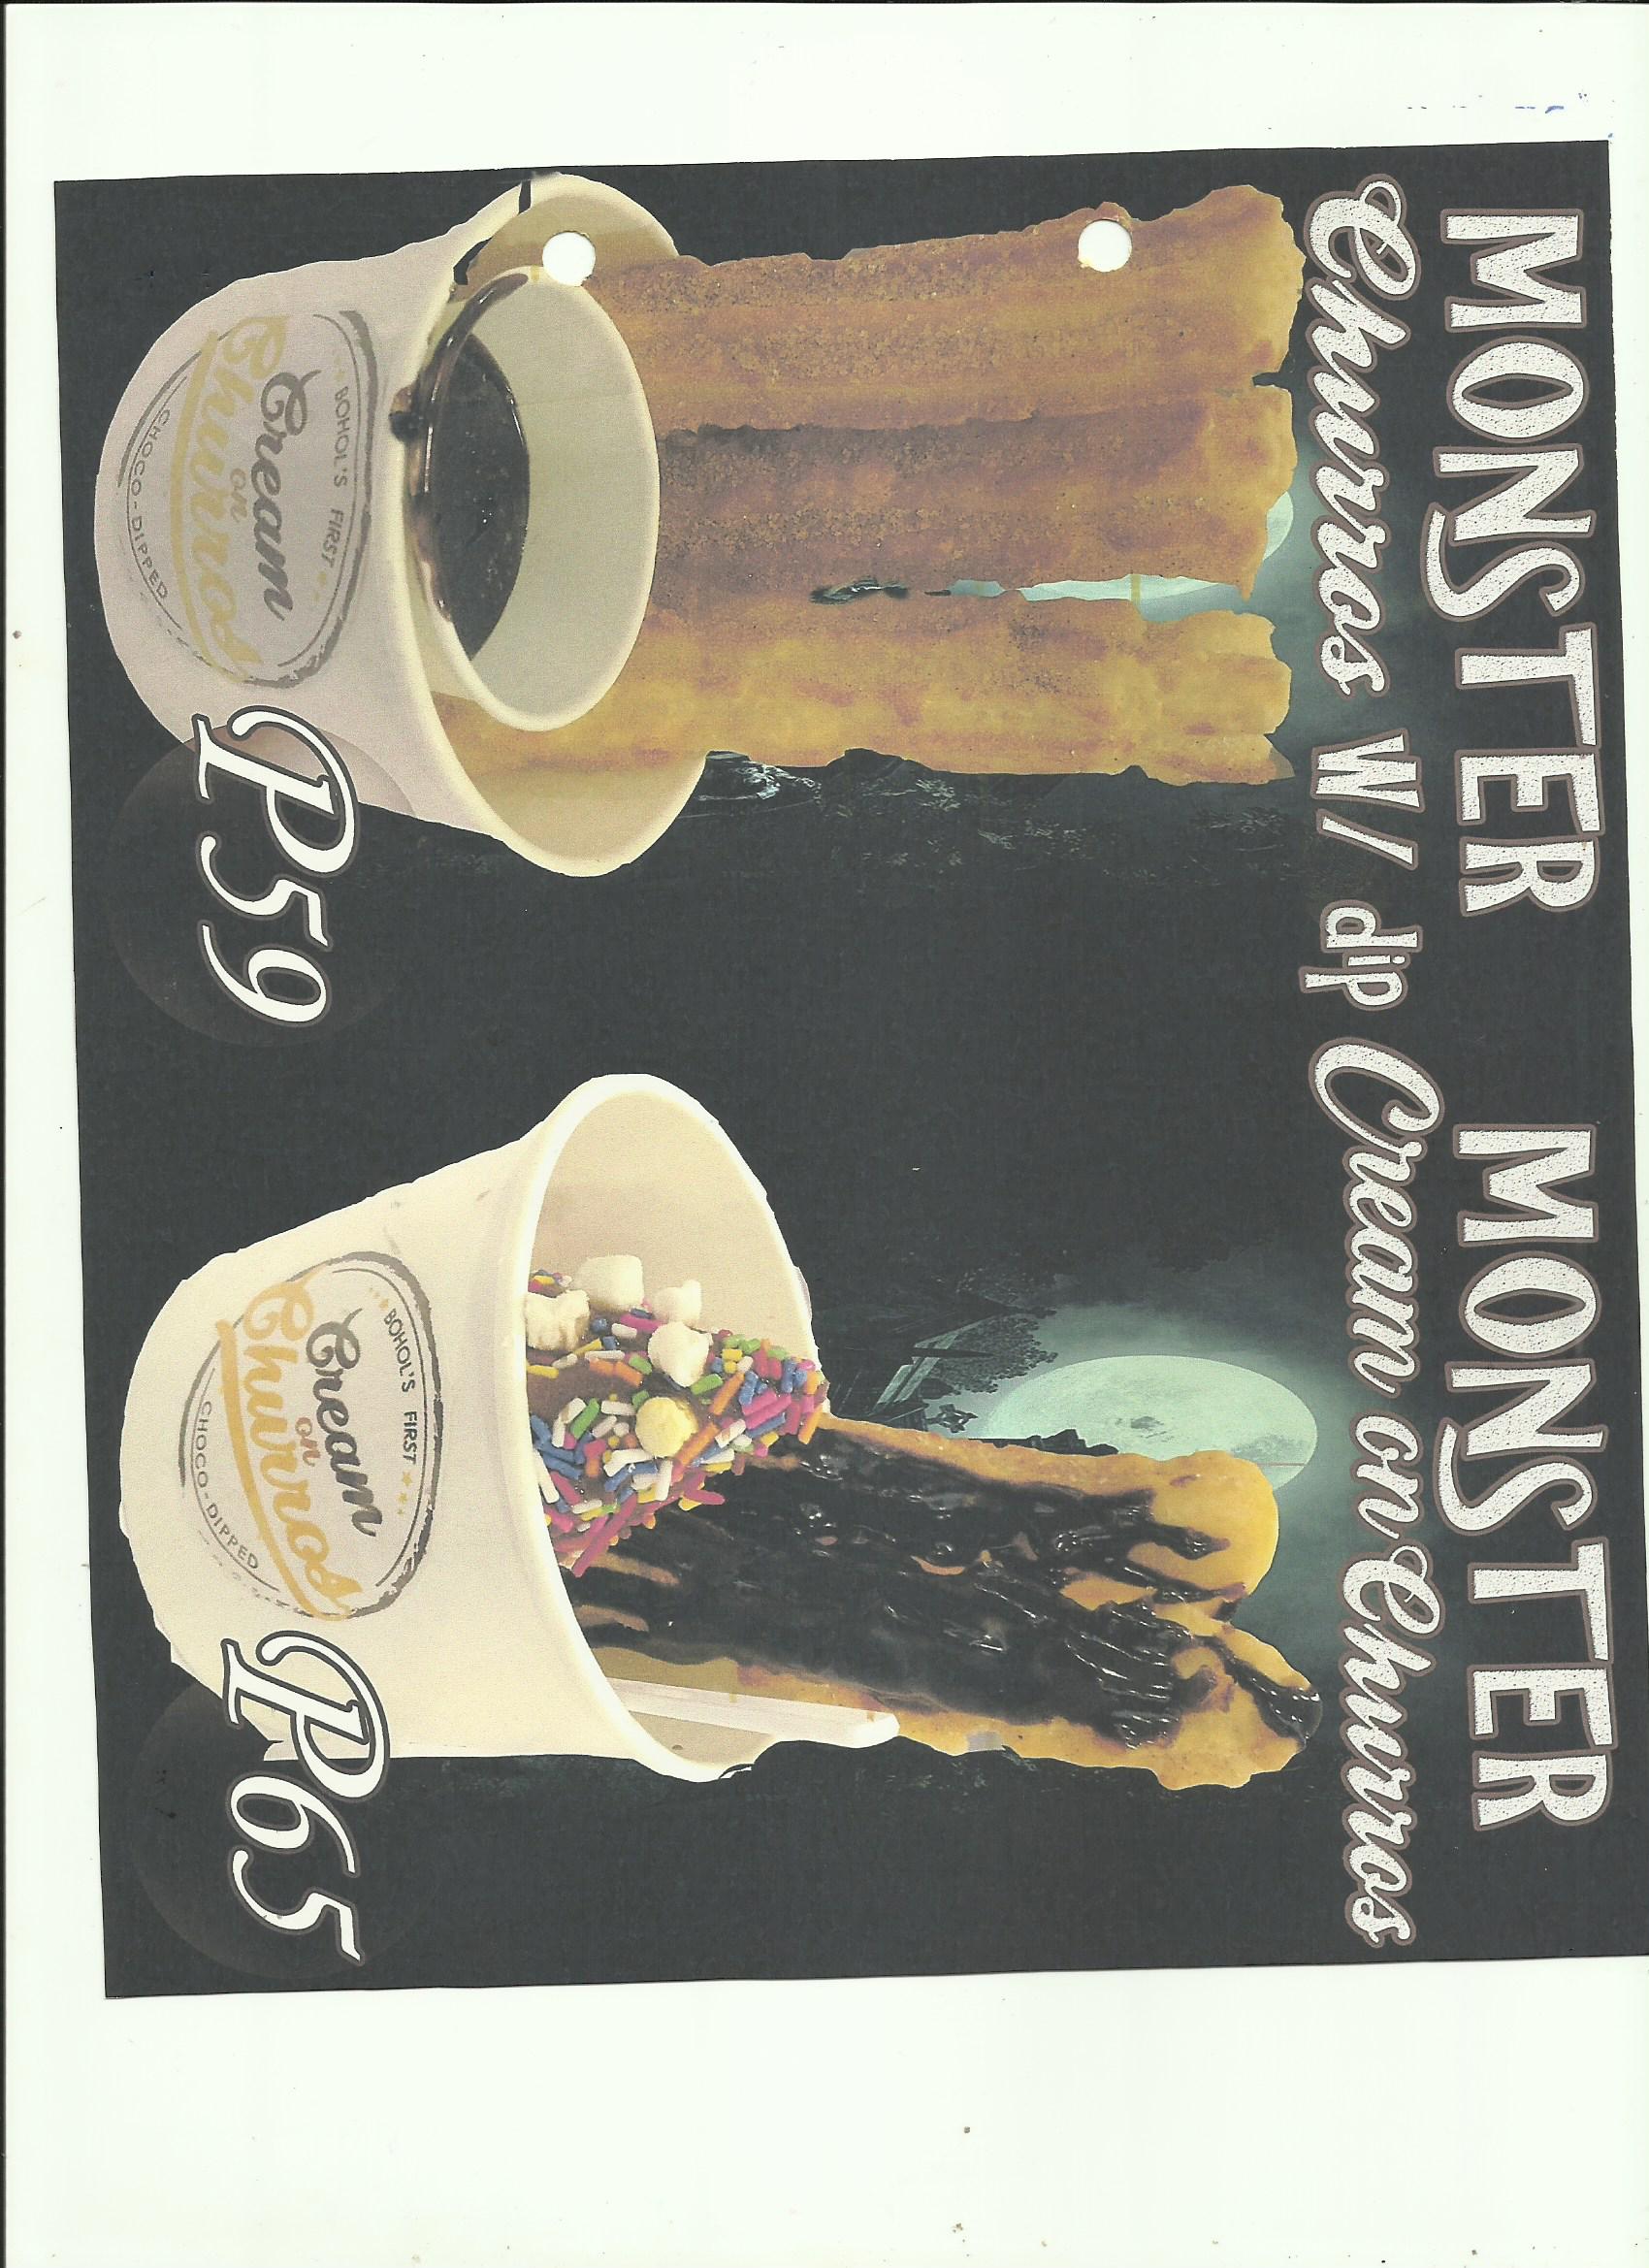 MONSTER
Churros W/ dip
P59
MONSTER
Cream on Churros
P65
BOHOL'S FIRST
Cream
on
Churros
CHOCO-DIPPED
BOHOL'S FIRST
Cream
on
Churros
CHOCO-DIPPED